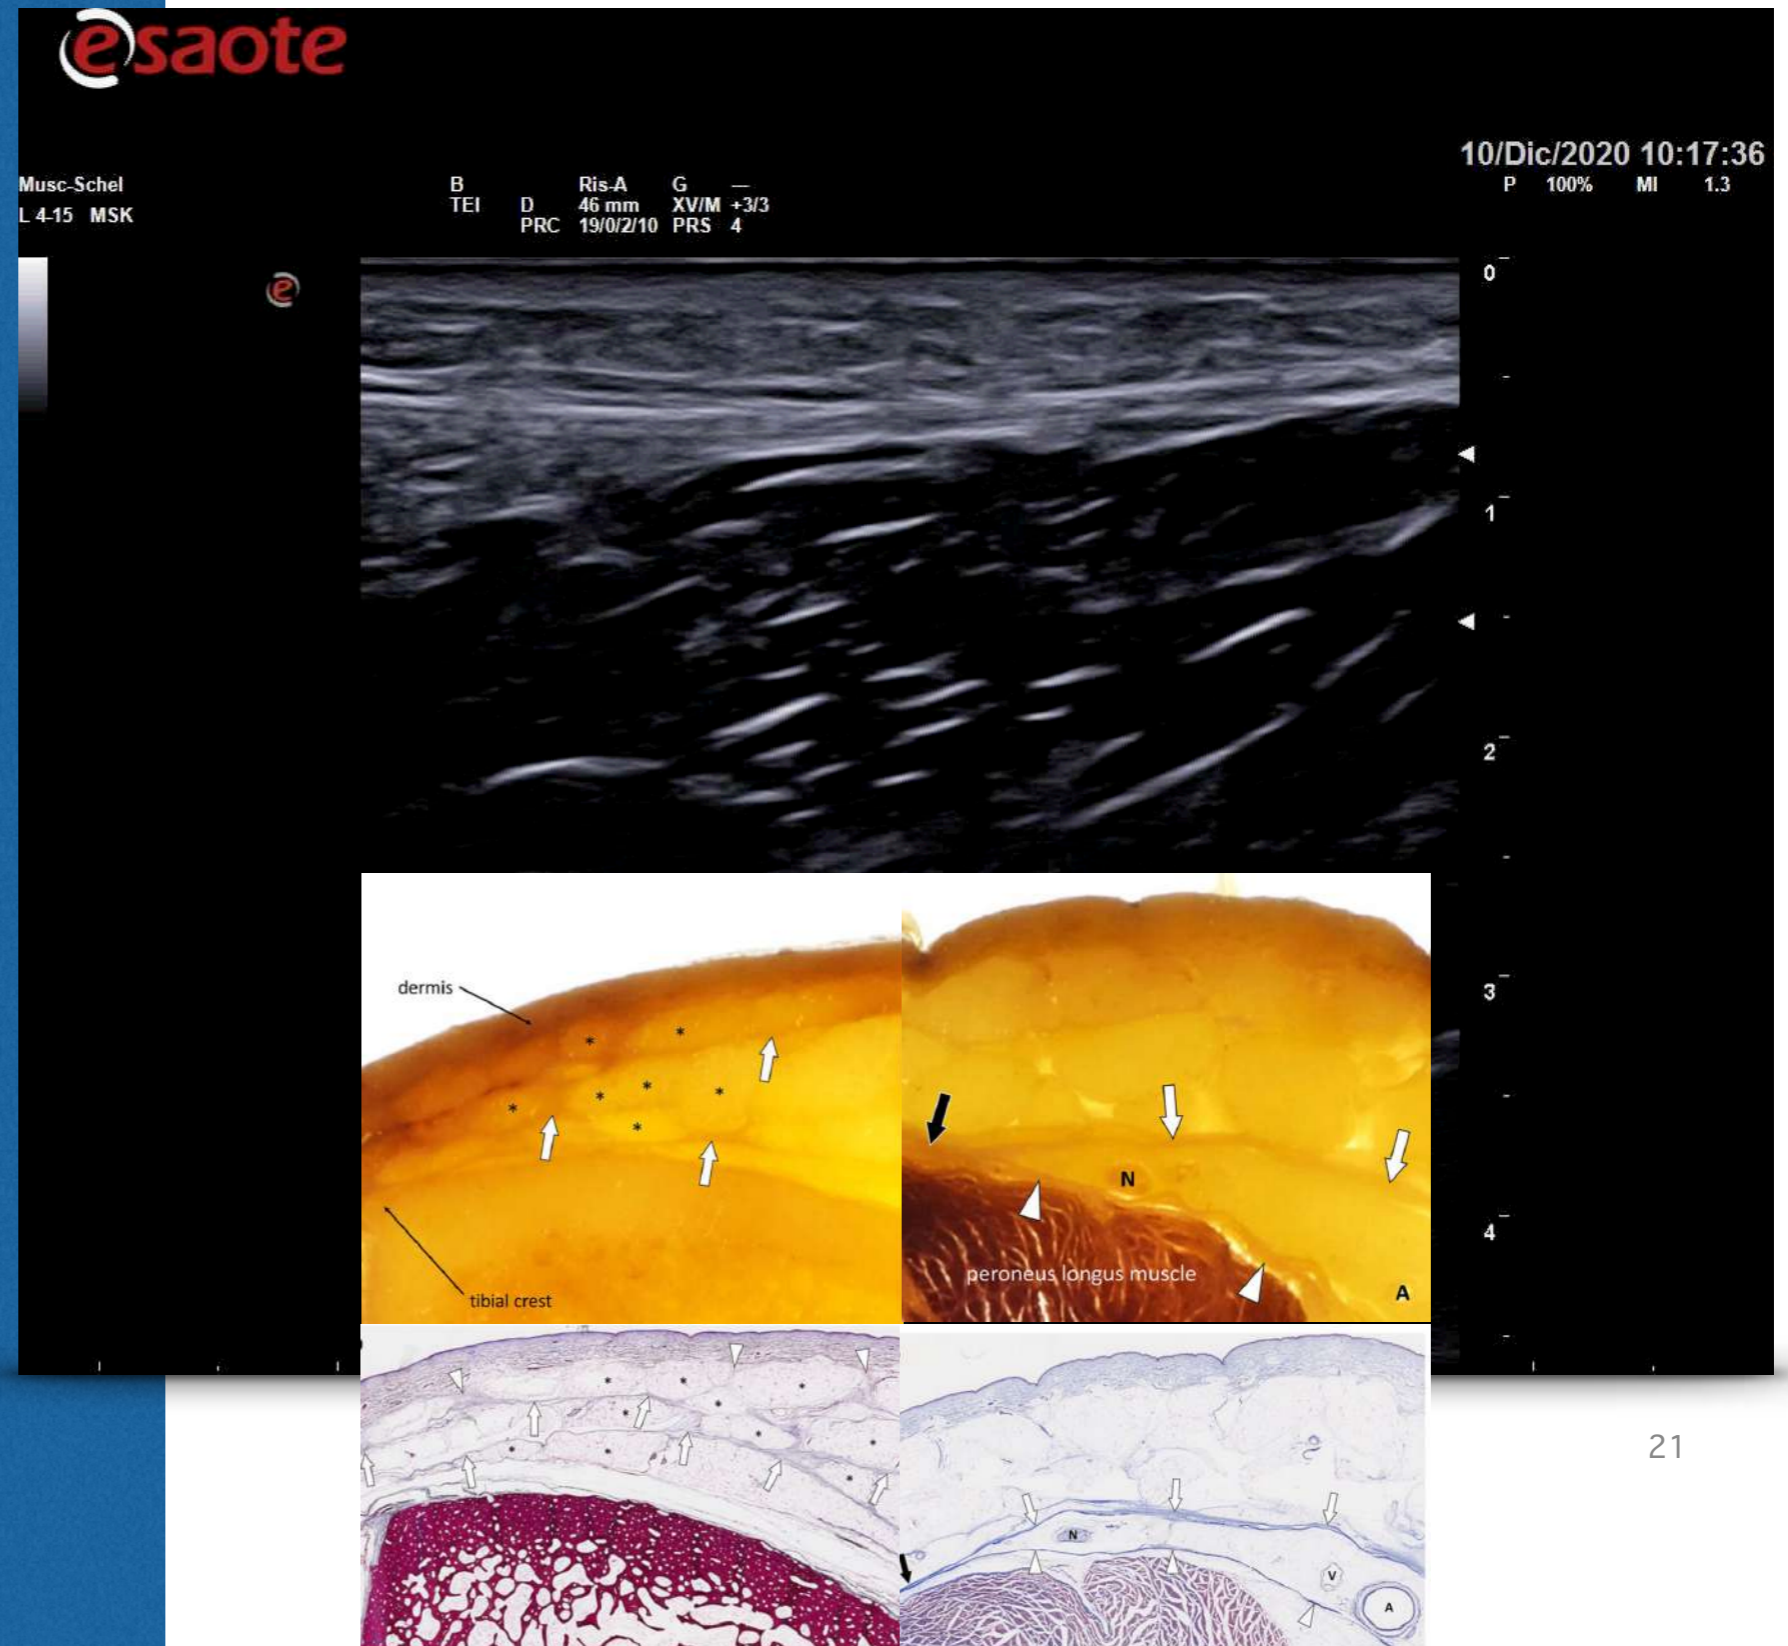 esaote
10/Dic/2020 10:17:36
P 100% MI 1.3
Musc-Schel
L 4-15 MSK
B Ris-A G —
TEI D 46 mm XV/M +3/3
PRC 19/0/2/10 PRS 4
e
0
1
2
3
4
dermis
* *
* * *
* *
tibial crest
N
peroneus longus muscle
A
* * *
* *
* *
* * *
N
V
A
21